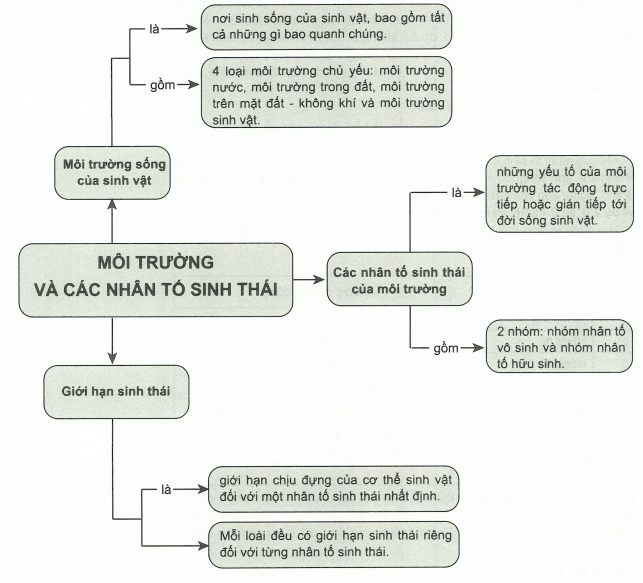 nơi sinh sống của sinh vật, bao gồm tất
cả những gì bao quanh chúng.
là
gồm
4 loại môi trường chủ yếu: môi trường
nước, môi trường trong đất, môi trường
trên mặt đất - không khí và môi trường
sinh vật.
Môi trường sống
của sinh vật
những yếu tố của môi
trường tác động trực
tiếp hoặc gián tiếp tới
đời sống sinh vật.
là
MÔI TRƯỜNG
VÀ CÁC NHÂN TỐ SINH THÁI
Các nhân tố sinh thái
của môi trường
gồm
2 nhóm: nhóm nhân tố
vô sinh và nhóm nhân
tố hữu sinh.
Giới hạn sinh thái
là
giới hạn chịu đựng của cơ thể sinh vật
đối với một nhân tố sinh thái nhất định.
Mỗi loài đều có giới hạn sinh thái riêng
đối với từng nhân tố sinh thái.